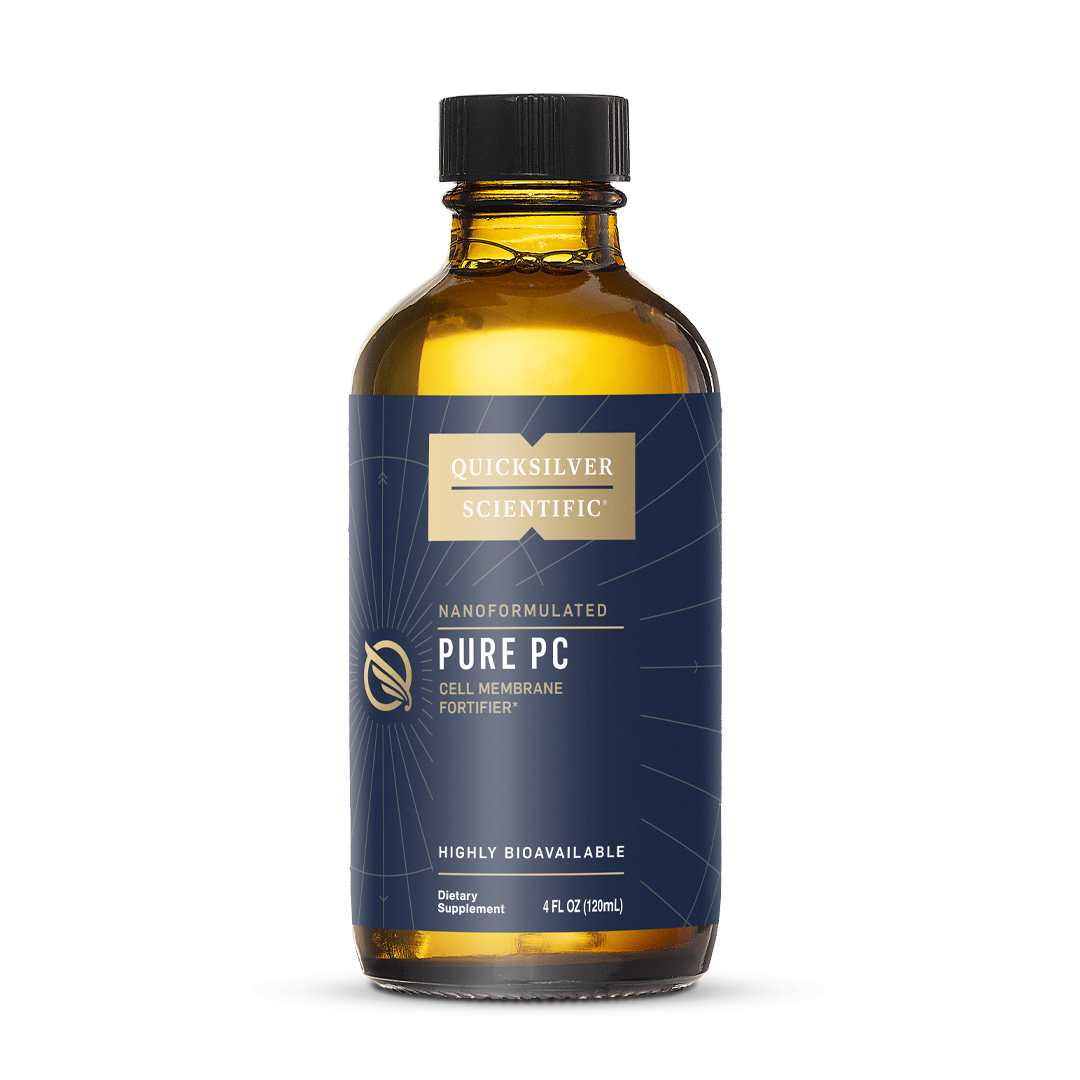 QUICKSILVER
SCIENTIFIC®
NANOFORMULATED
PURE PC
CELL MEMBRANE
FORTIFIER*
HIGHLY BIOAVAILABLE
Dietary
Supplement
4 FL OZ (120mL)